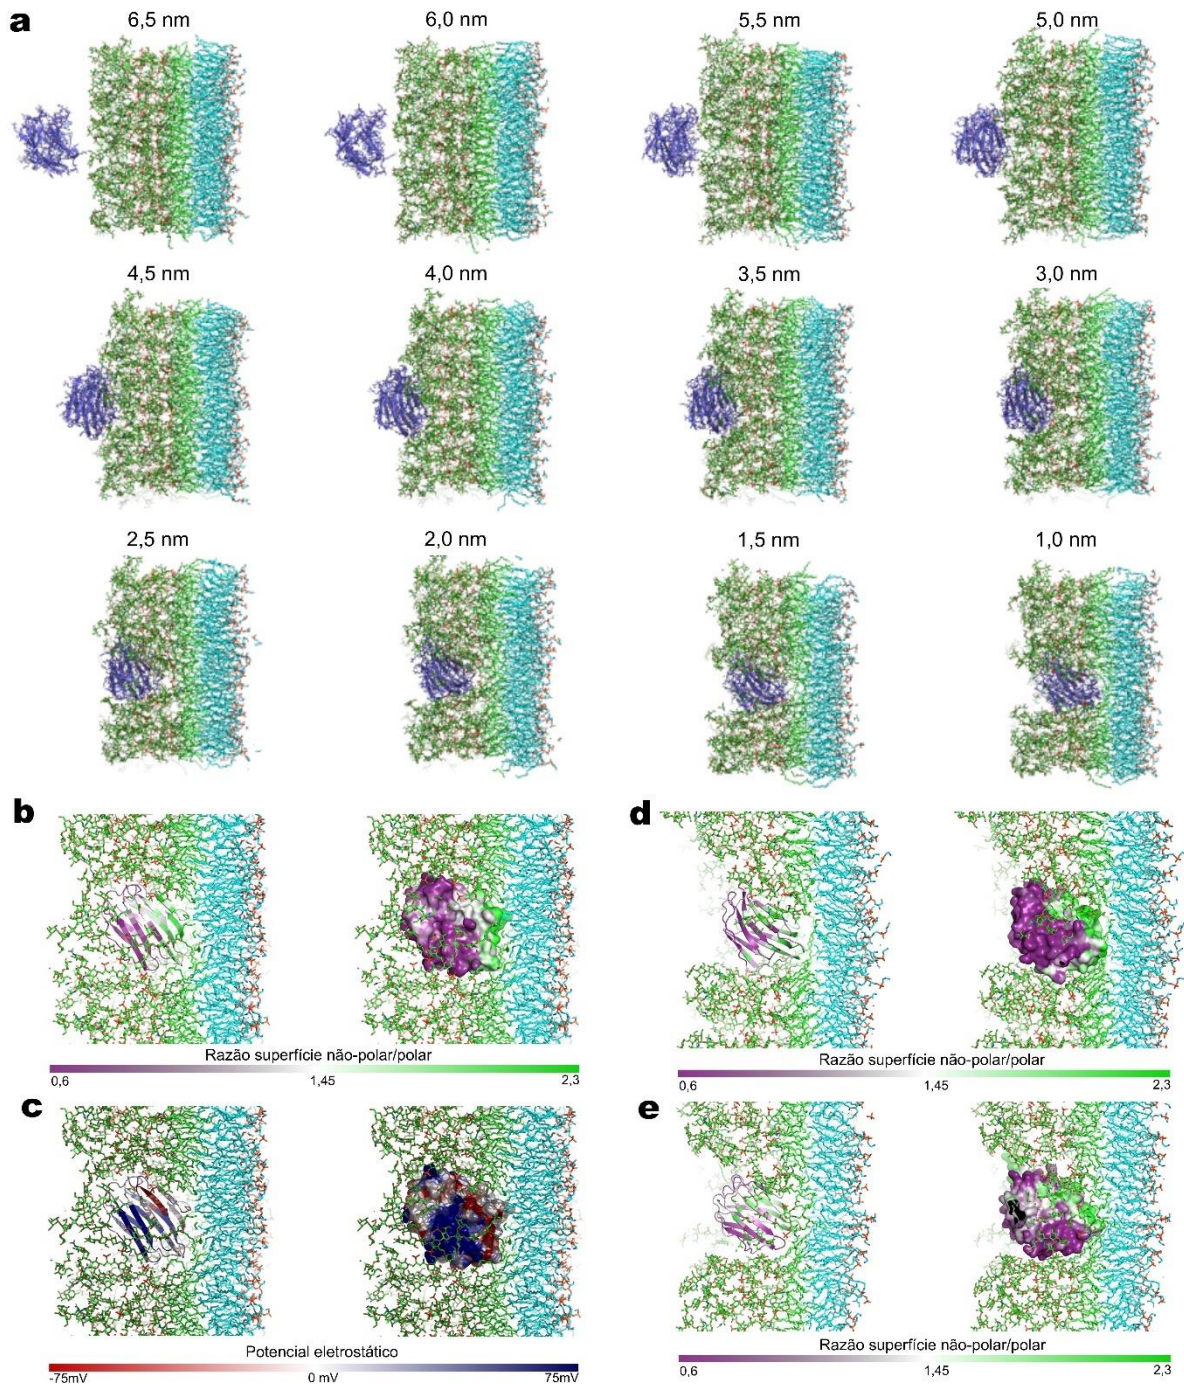 a
6,5 nm 6,0 nm 5,5 nm 5,0 nm
4,5 nm 4,0 nm 3,5 nm 3,0 nm
2,5 nm 2,0 nm 1,5 nm 1,0 nm
b
Razão superfície não-polar/polar
0,6 1,45 2,3
c
Potencial eletrostático
-75mV 0 mV 75mV
d
Razão superfície não-polar/polar
0,6 1,45 2,3
e
Razão superfície não-polar/polar
0,6 1,45 2,3